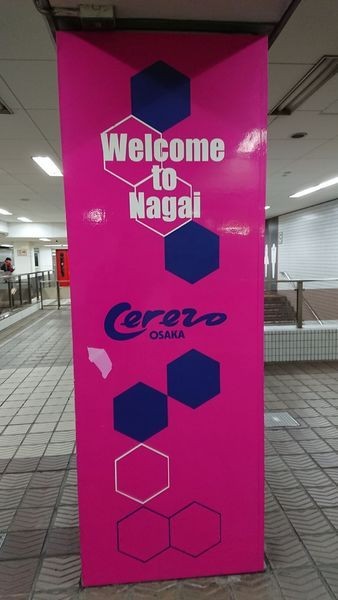 Welcome
to
Nagai
Cerezo
OSAKA